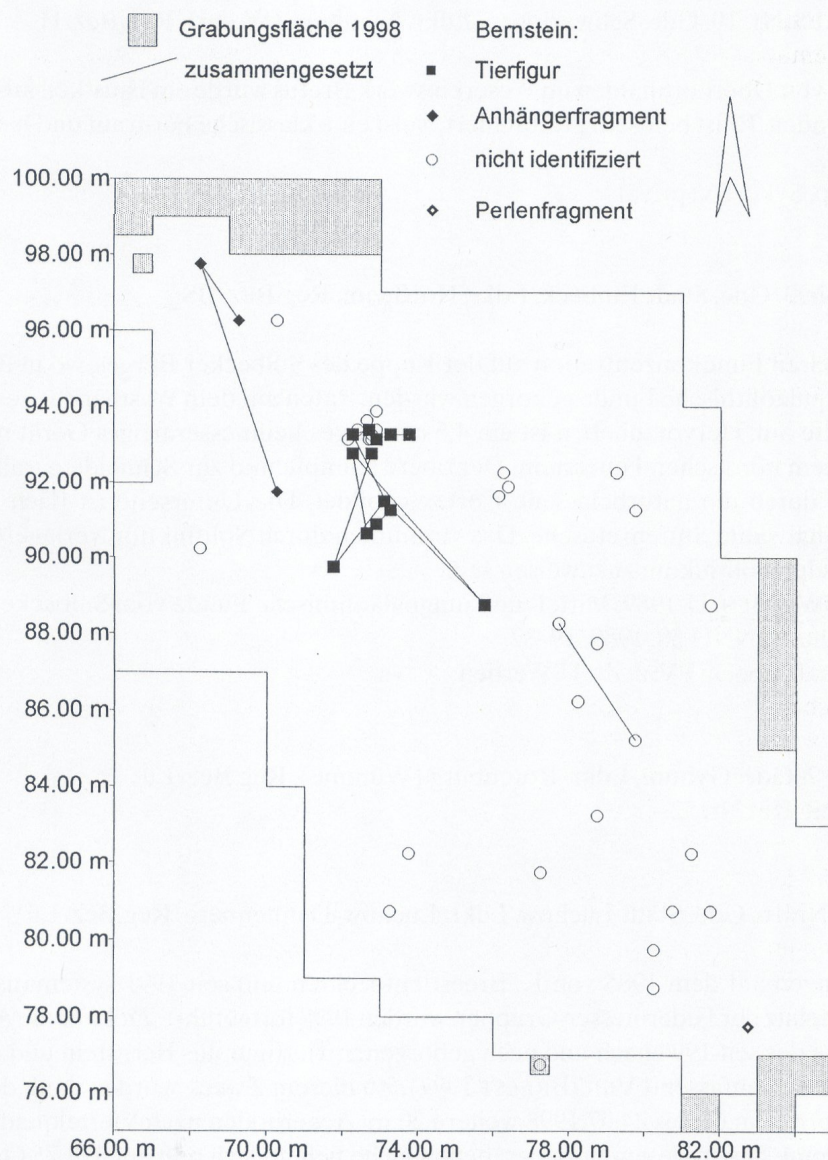 Grabungsfläche 1998
zusammengesetzt
Bernstein:
Tierfigur
Anhängerfragment
nicht identifiziert
Perlenfragment
100.00 m
98.00 m
96.00 m
94.00 m
92.00 m
90.00 m
88.00 m
86.00 m
84.00 m
82.00 m
80.00 m
78.00 m
76.00 m
66.00 m
70.00 m
74.00 m
78.00 m
82.00 m